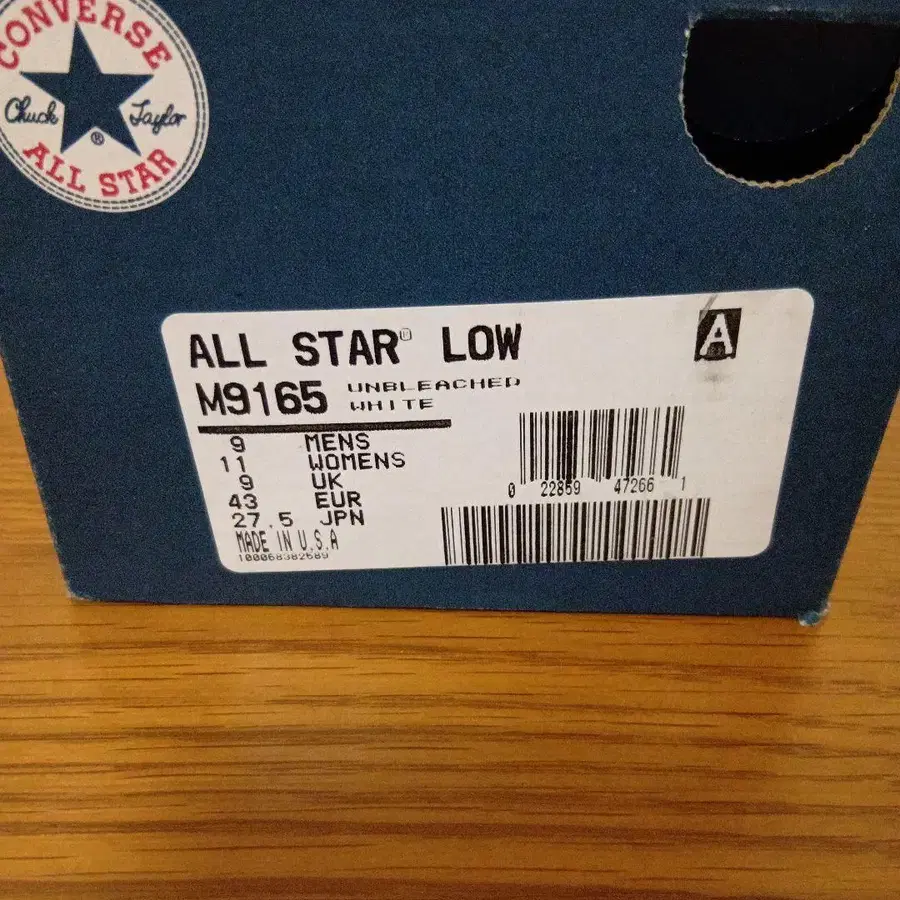 CONVERSE
Chuck Taylor ®
ALL STAR
ALL STAR® LOW
A
M9165 UNBLEACHED
WHITE
9 MENS
11 WOMENS
9 UK
43 EUR
27.5 JPN
MADE IN U.S.A
0 22859 47266 1